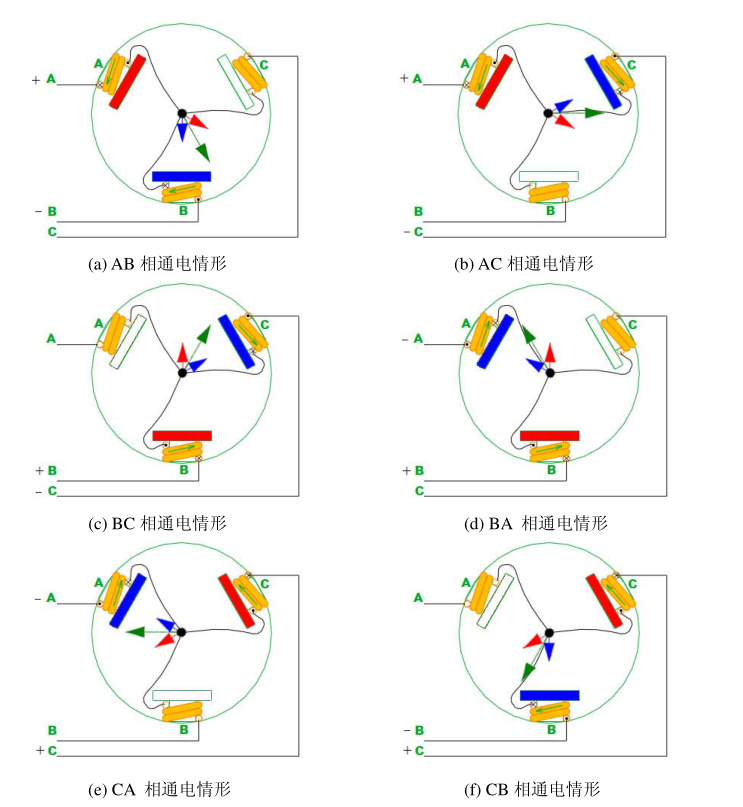 A C
+ A
B
− B
C
(a) AB 相通电情形
A C
+ A
B
B
− C
(b) AC 相通电情形
A C
A
B
+ B
− C
(c) BC 相通电情形
A C
− A
B
+ B
C
(d) BA 相通电情形
A C
− A
B
B
+ C
(e) CA 相通电情形
A C
A
B
− B
+ C
(f) CB 相通电情形